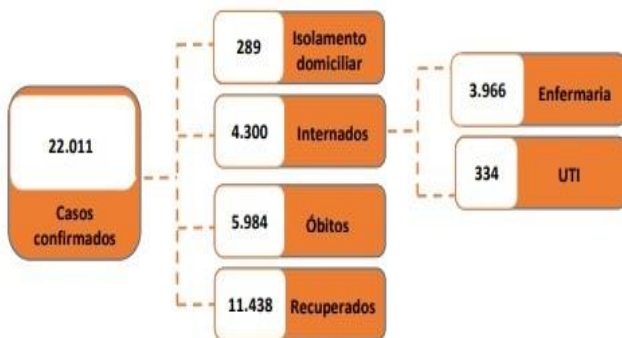 22.011
Casos
confirmados
289
Isolamento
domiciliar
4.300
Internados
5.984
Óbitos
11.438
Recuperados
3.966
Enfermaria
334
UTI